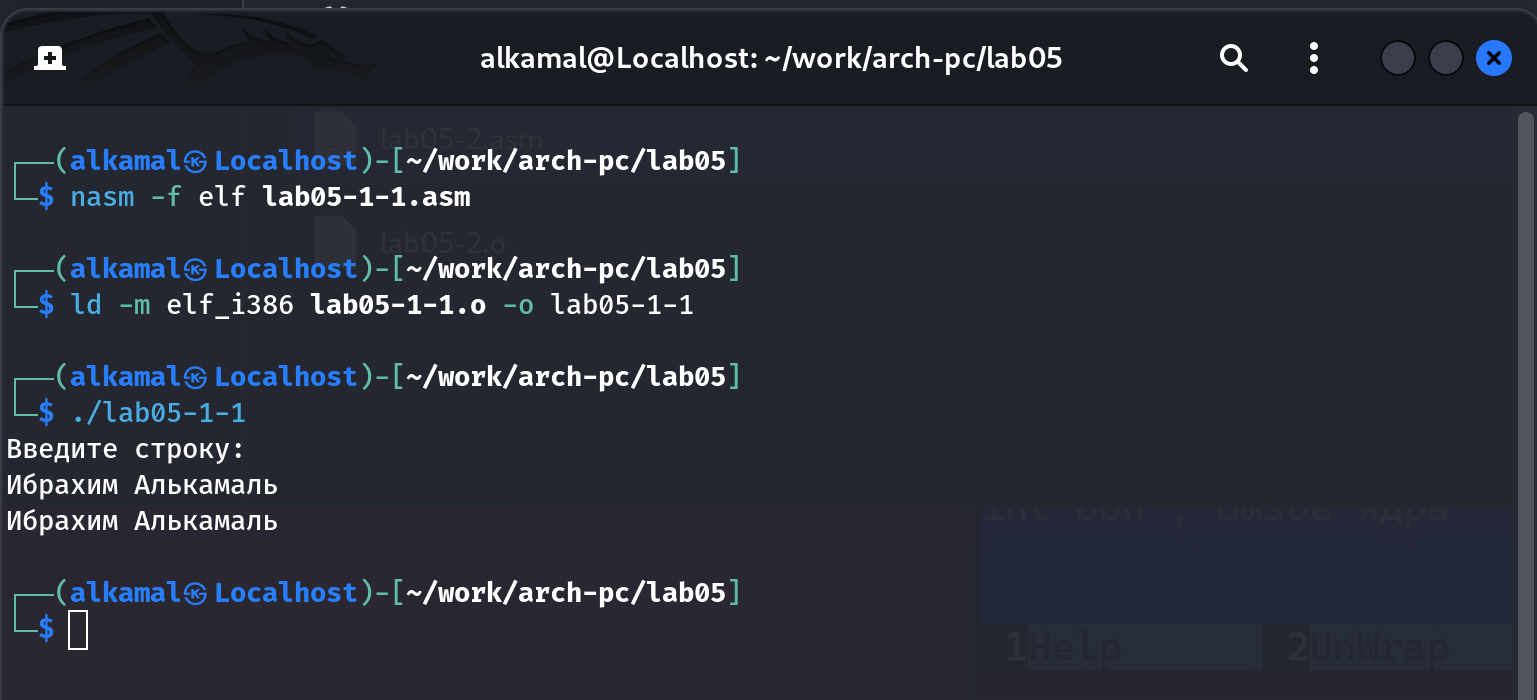 alkamal@Localhost: ~/work/arch-pc/lab05
lab05-2.asm
┌──(alkamal㉿Localhost)-[~/work/arch-pc/lab05]
└─$ nasm -f elf lab05-1-1.asm
lab05-2.o
┌──(alkamal㉿Localhost)-[~/work/arch-pc/lab05]
└─$ ld -m elf_i386 lab05-1-1.o -o lab05-1-1
┌──(alkamal㉿Localhost)-[~/work/arch-pc/lab05]
└─$ ./lab05-1-1
Введите строку:
Ибрахим Алькамаль
Ибрахим Алькамаль
int 80h ; Вызов ядра
┌──(alkamal㉿Localhost)-[~/work/arch-pc/lab05]
└─$
1Help 2UnWrap